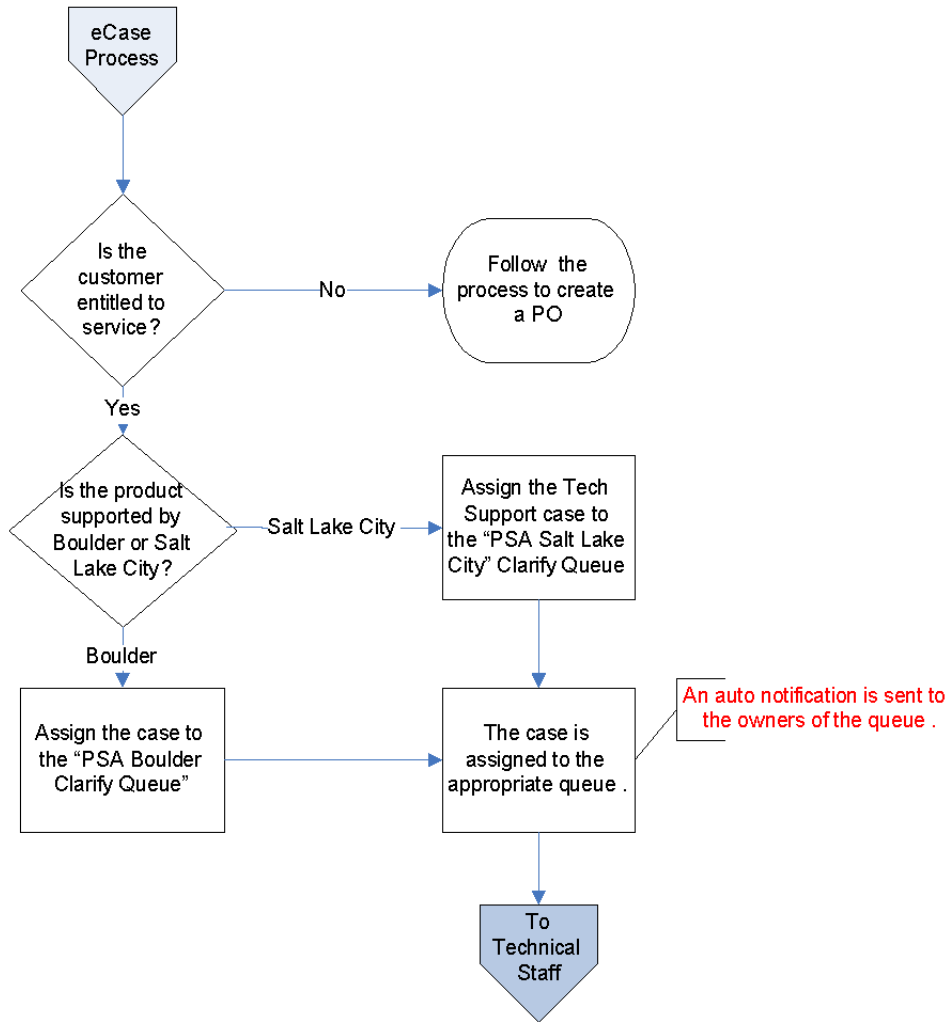 eCase
Process
Is the
customer
entitled to
service?
No
Follow the
process to create
a PO
Yes
Is the product
supported by
Boulder or Salt
Lake City?
Salt Lake City
Assign the Tech
Support case to
the “PSA Salt Lake
City” Clarify Queue
Boulder
Assign the case to
the “PSA Boulder
Clarify Queue”
The case is
assigned to the
appropriate queue .
An auto notification is sent to
the owners of the queue .
To
Technical
Staff